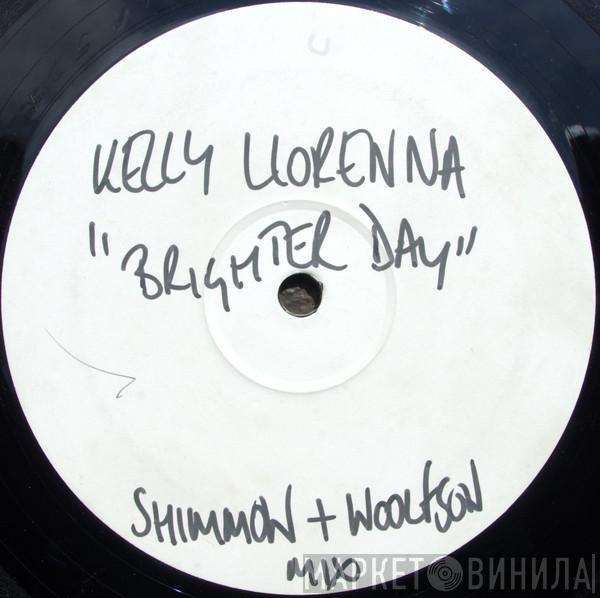 KELLY LLORENNA
"BRIGHTER DAY"
SHIMMON + WOOLFSON
MIX
МАРКЕТ ВИНИЛА